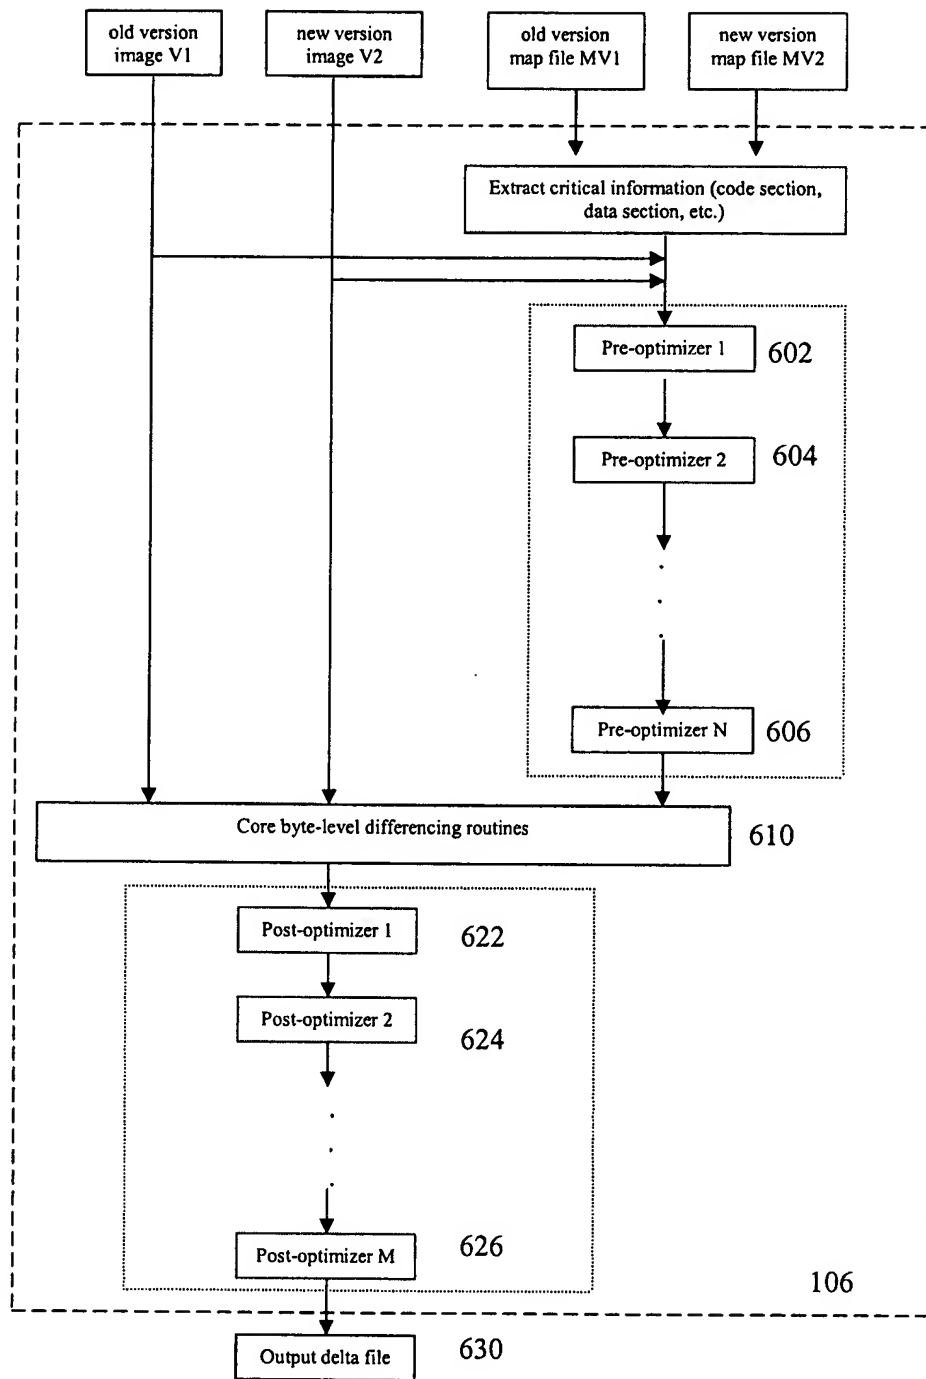 old version
image V1
new version
image V2
old version
map file MV1
new version
map file MV2
Extract critical information (code section,
data section, etc.)
Pre-optimizer 1
602
Pre-optimizer 2
604
.
.
.
Pre-optimizer N
606
Core byte-level differencing routines
610
Post-optimizer 1
622
Post-optimizer 2
624
.
.
.
Post-optimizer M
626
106
Output delta file
630